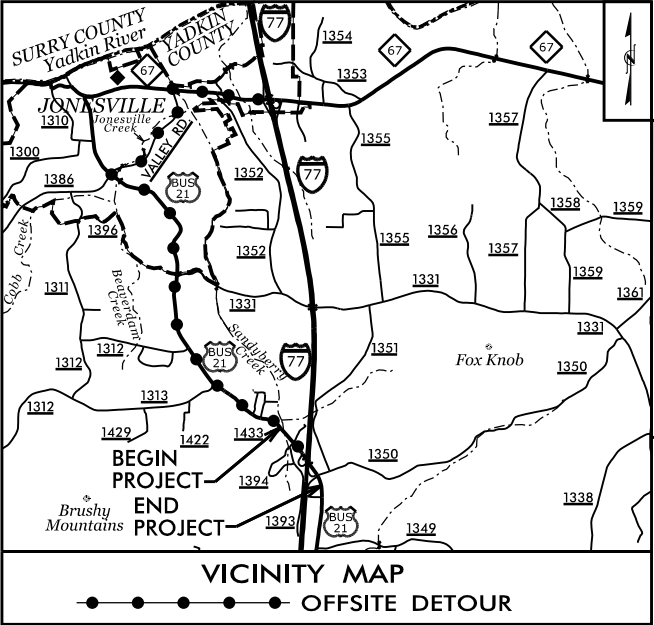 SURRY COUNTY
Yadkin River
YADKIN
COUNTY
77
1354
67
67
67
1353
JONESVILLE
Jonesville
Creek
1310
VALLEY RD
1357
1355
1300
1386
1352
77
BUS
21
1358
1359
1396
1356
1355
1357
Cobb Creek
1352
1359
Beaverdam
Creek
1311
1331
1361
1331
1331
Sandyberry
Creek
1312
1312
BUS
21
77
1351
Fox Knob
1350
1313
1312
1429
1422
1433
BEGIN
PROJECT
1350
1394
1338
Brushy
Mountains
END
PROJECT
1393
BUS
21
1349
VICINITY MAP
OFFSITE DETOUR